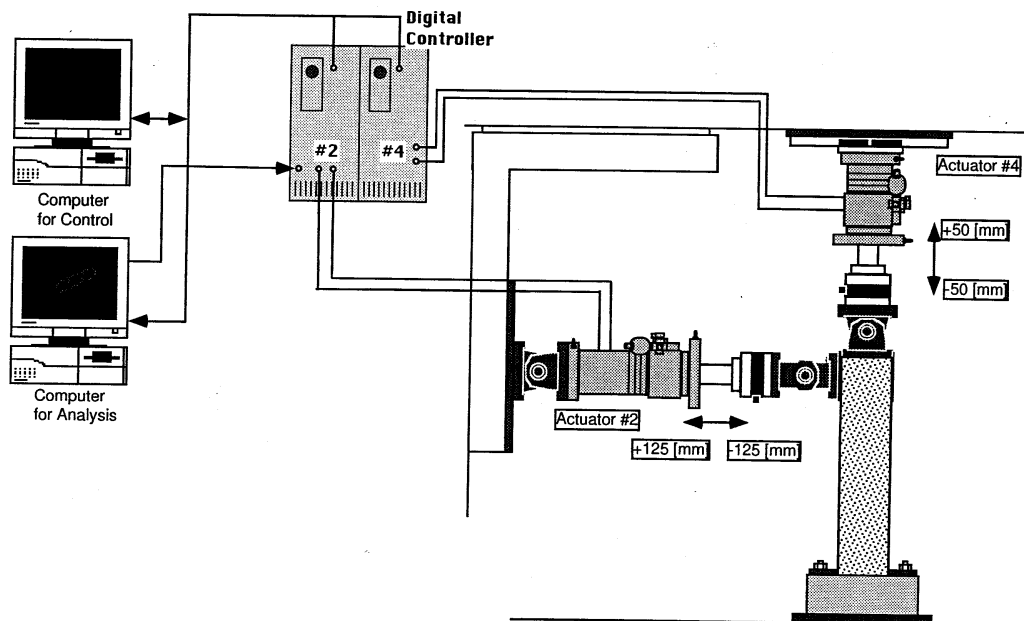 Digital
Controller
#2
#4
Computer
for Control
Computer
for Analysis
Actuator #4
+50 [mm]
-50 [mm]
Actuator #2
+125 [mm]
-125 [mm]